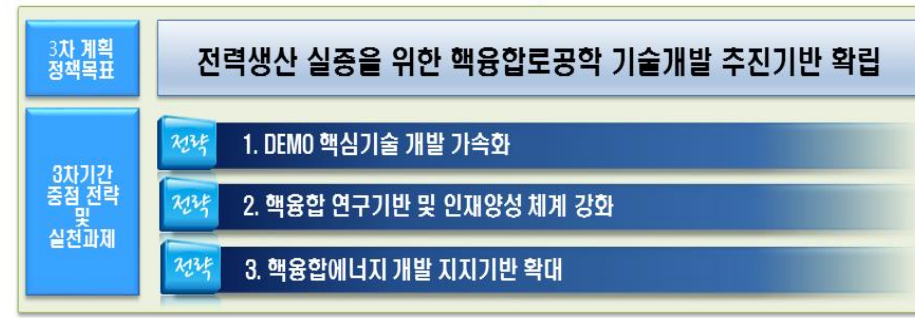 3차 계획
정책목표
전력생산 실증을 위한 핵융합로공학 기술개발 추진기반 확립
3차기간
중점 전략
및
실천과제
전략
1. DEMO 핵심기술 개발 가속화
전략
2. 핵융합 연구기반 및 인재양성 체계 강화
전략
3. 핵융합에너지 개발 지지기반 확대